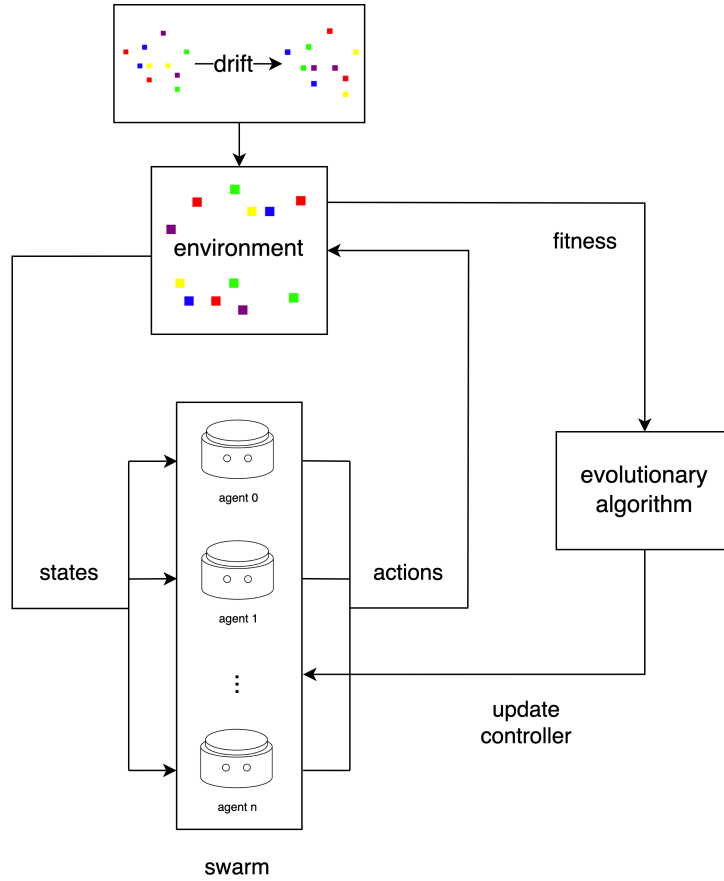 drift
environment
fitness
evolutionary
algorithm
agent 0
states
actions
agent 1
⋮
update
controller
agent n
swarm